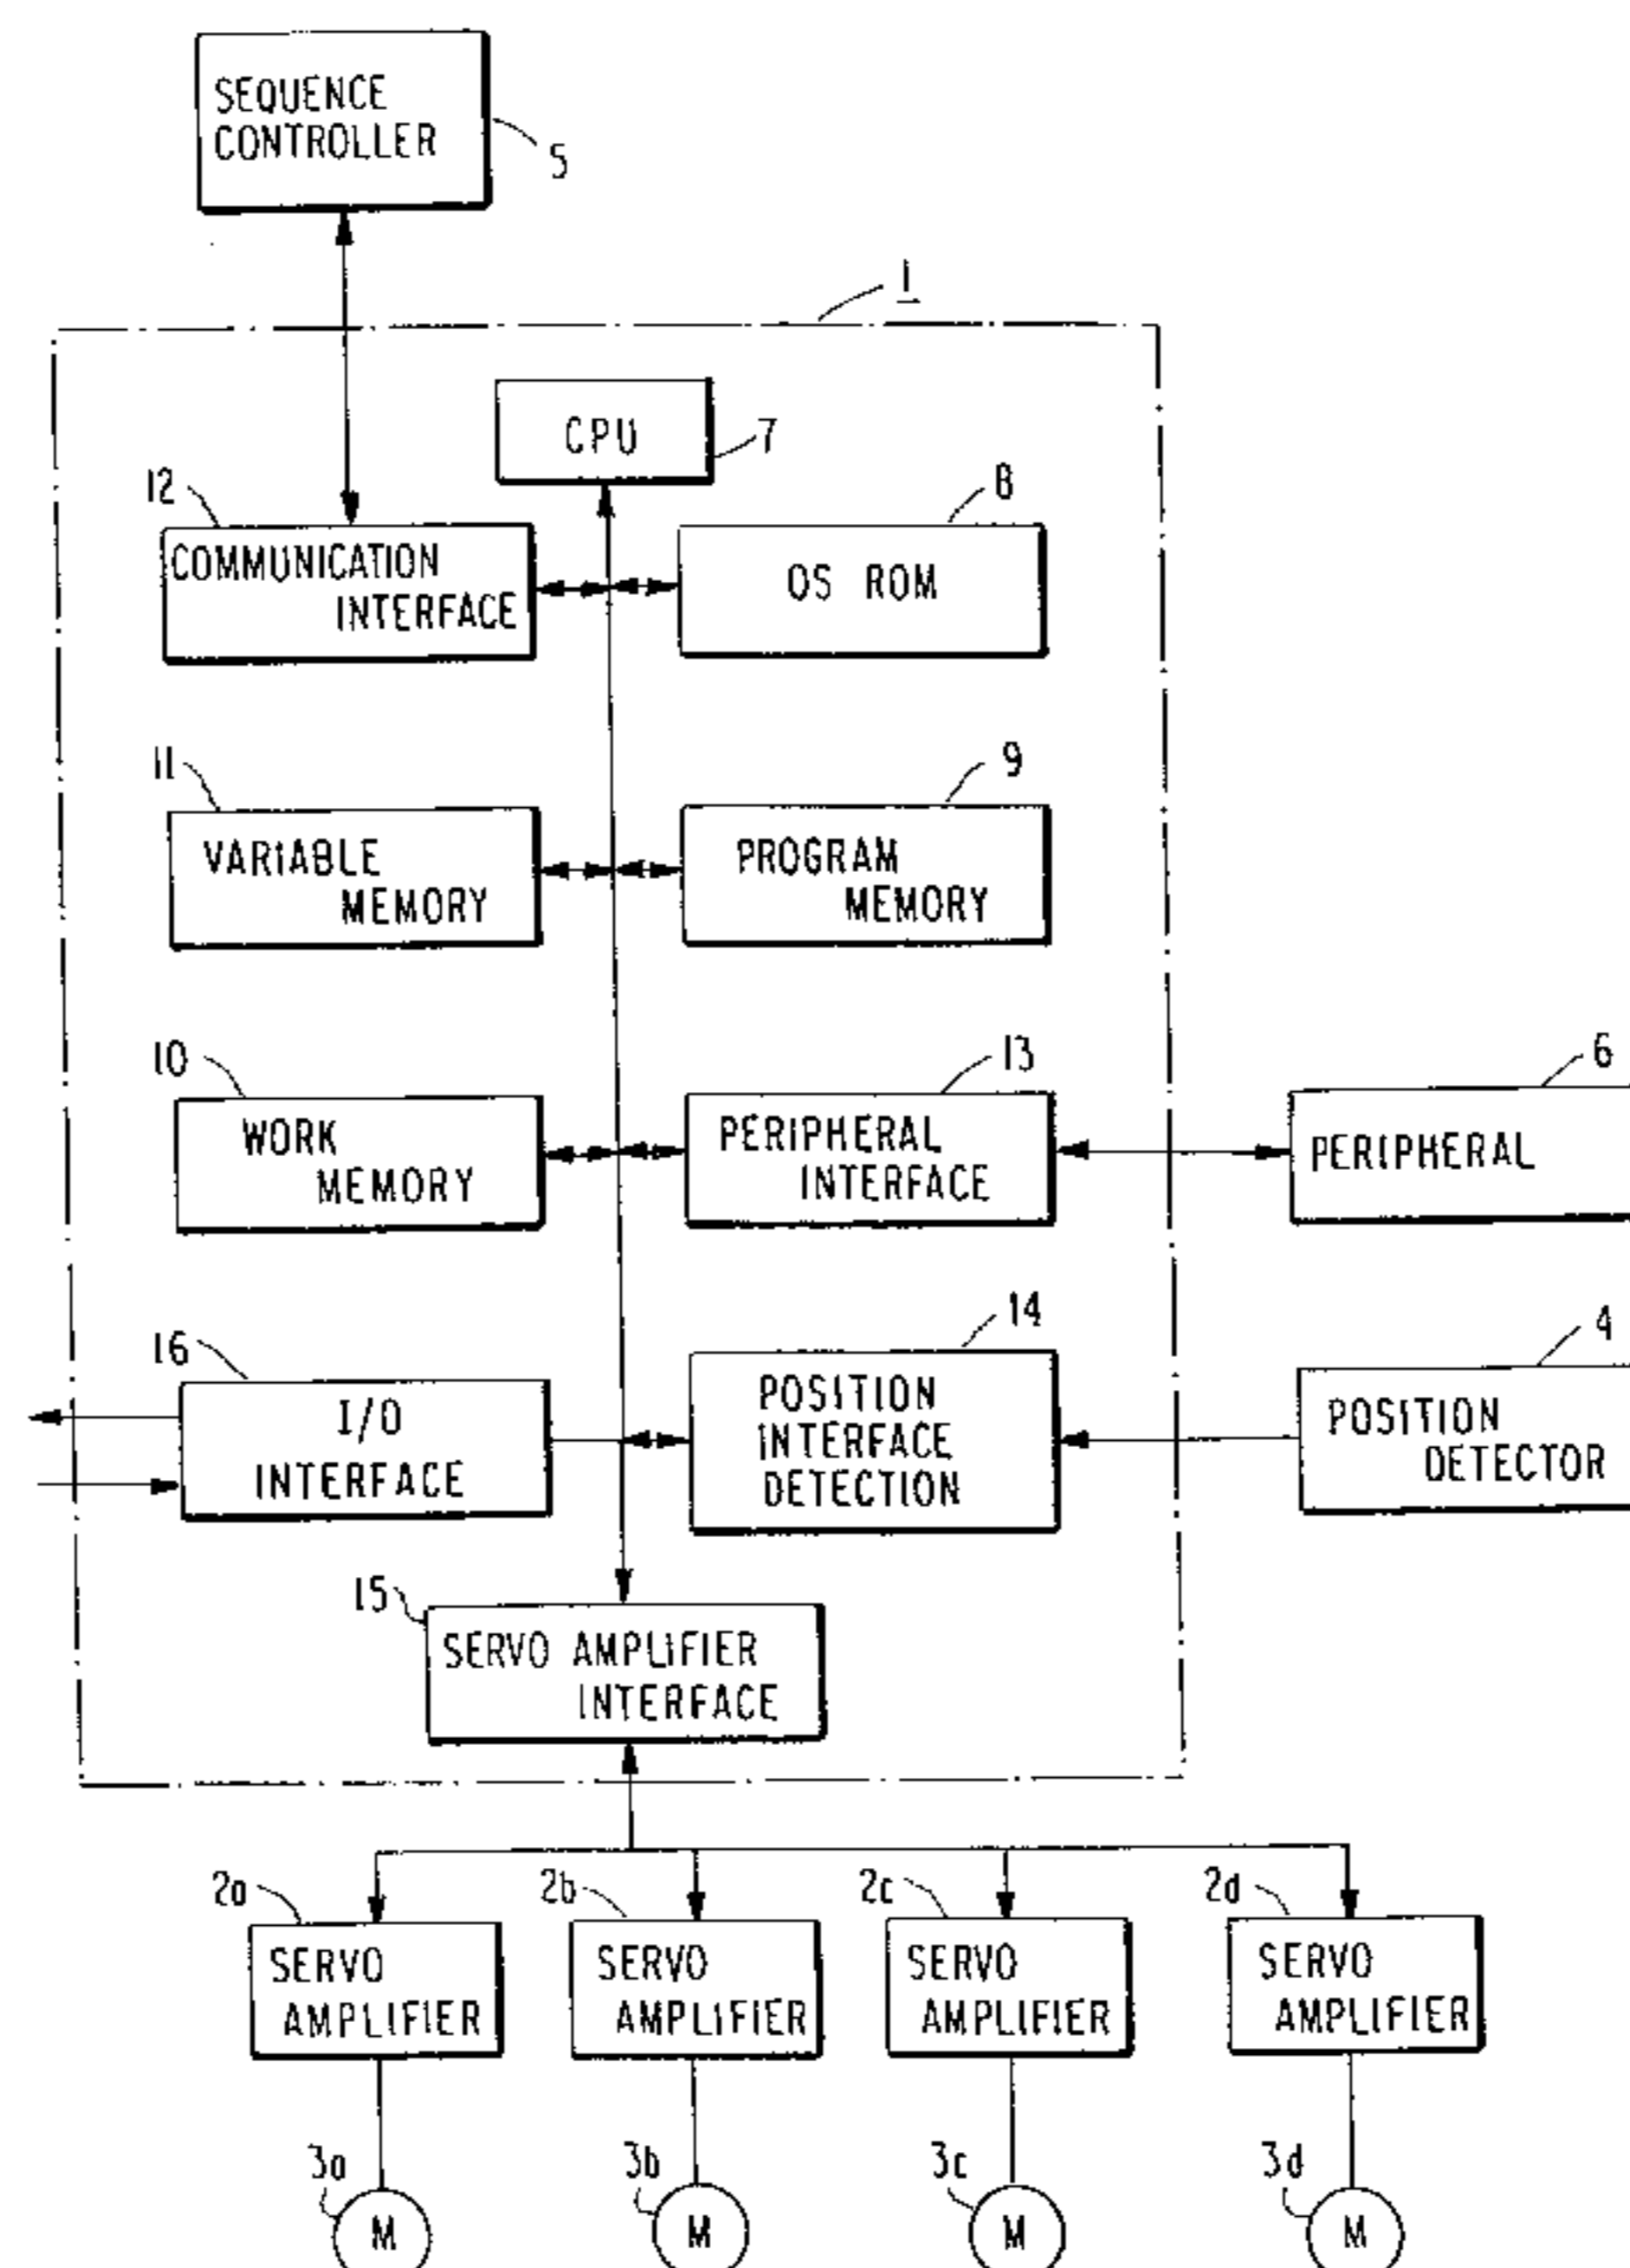 SEQUENCE
CONTROLLER
5
1
CPU
7
12
8
COMMUNICATION
INTERFACE
OS ROM
11
9
VARIABLE
MEMORY
PROGRAM
MEMORY
10
13
6
WORK
MEMORY
PERIPHERAL
INTERFACE
PERIPHERAL
16
14
4
I/O
INTERFACE
POSITION
INTERFACE
DETECTION
POSITION
DETECTOR
15
SERVO AMPLIFIER
INTERFACE
2a
2b
2c
2d
SERVO
AMPLIFIER
SERVO
AMPLIFIER
SERVO
AMPLIFIER
SERVO
AMPLIFIER
3a
3b
3c
3d
M
M
M
M